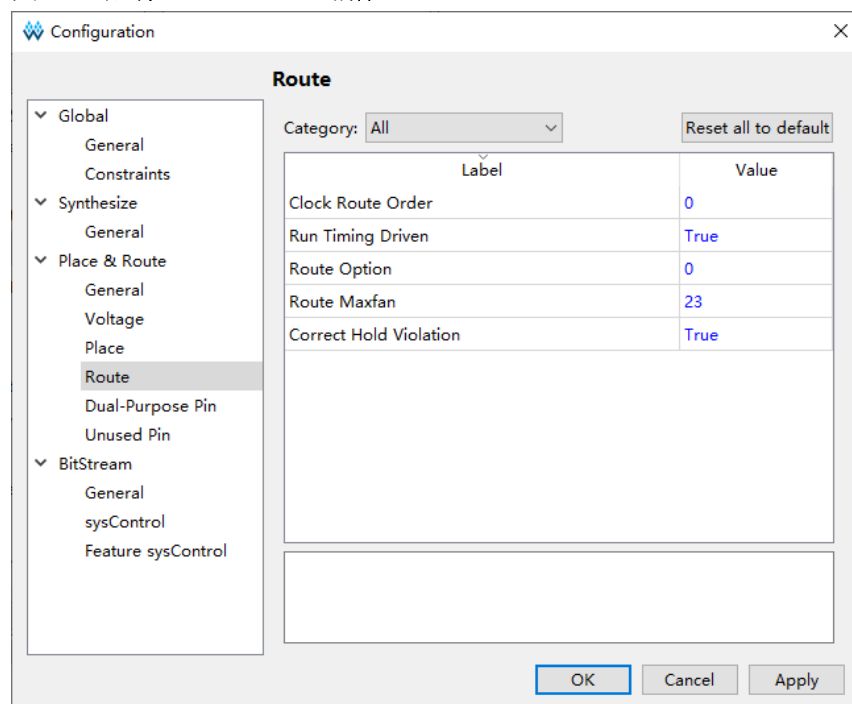 Configuration
Route
Global
General
Constraints
Synthesize
General
Place & Route
General
Voltage
Place
Route
Dual-Purpose Pin
Unused Pin
BitStream
General
sysControl
Feature sysControl
Category: All
Reset all to default
Label Value
Clock Route Order 0
Run Timing Driven True
Route Option 0
Route Maxfan 23
Correct Hold Violation True
OK Cancel Apply